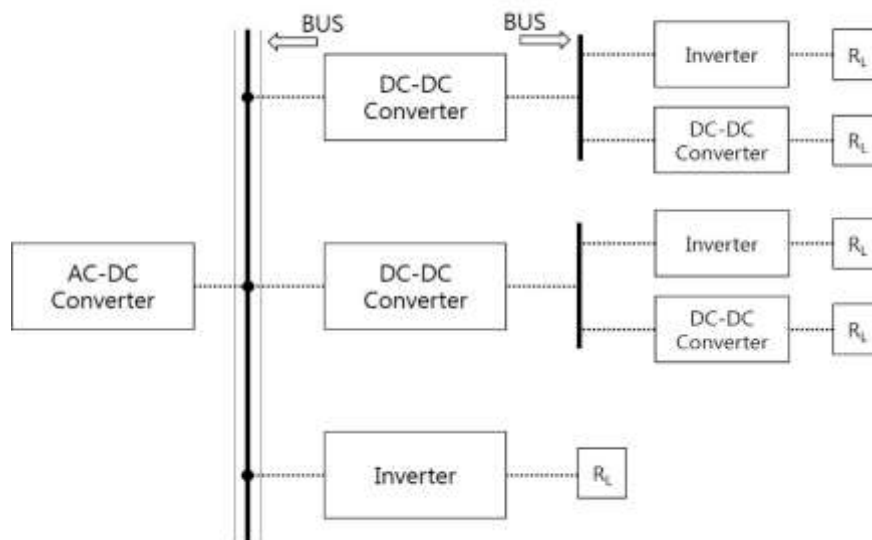 BUS
BUS
DC-DC
Converter
Inverter
R_L
DC-DC
Converter
R_L
AC-DC
Converter
DC-DC
Converter
Inverter
R_L
DC-DC
Converter
R_L
Inverter
R_L